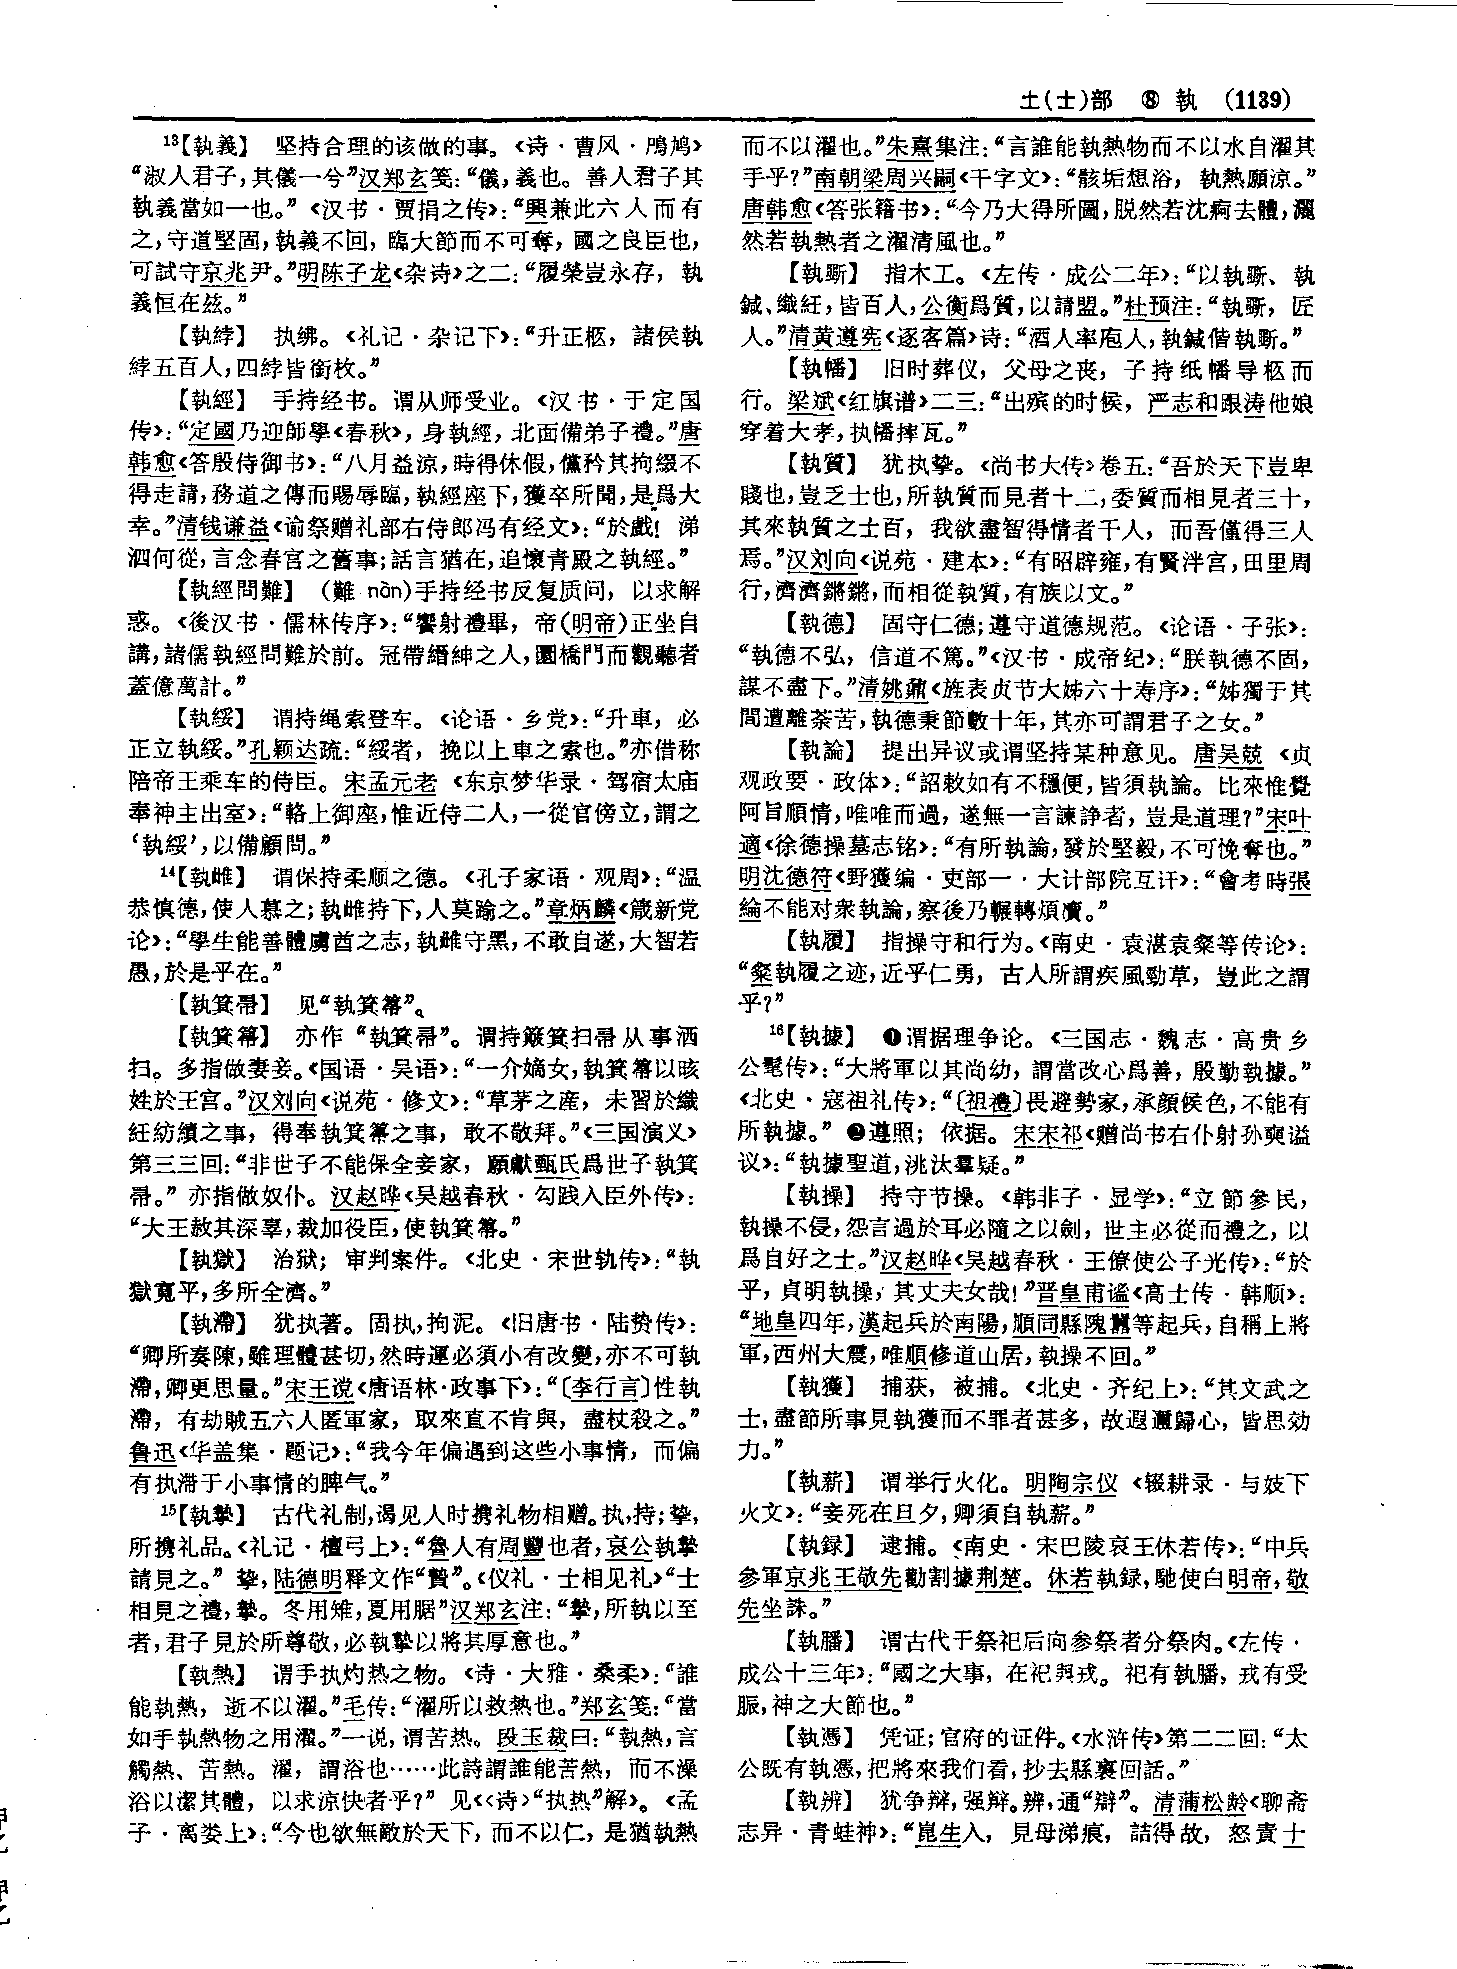 土(士)部 ⑧ 執 (1139)
¹³【執義】 坚持合理的该做的事。《诗·曹风·鸤鸠》
“淑人君子，其儀一兮”汉郑玄笺：“儀，義也。善人君子其
執義當如一也。”《汉书·贾捐之传》：“興兼此六人而有
之，守道堅固，執義不回，臨大節而不可奪，國之良臣也，
可試守京兆尹。”明陈子龙《杂诗》之二：“履榮豈永存，執
義恒在兹。”
【執綍】 执绋。《礼记·杂记下》：“升正柩，諸侯執
綍五百人，四綍皆銜枚。”
【執經】 手持经书。谓从师受业。《汉书·于定国
传》：“定國乃迎師學《春秋》，身執經，北面備弟子禮。”唐
韩愈《答殷侍御书》：“八月益涼，時得休假，儻矜其拘綴不
得走請，務道之傳而賜辱臨，執經座下，獲卒所聞，是爲大
幸。”清钱谦益《谕祭赠礼部右侍郎冯有经文》：“於戲！涕
泗何從，言念春宫之舊事；話言猶在，追懷青殿之執經。”
【執經問難】 (難 nàn)手持经书反复质问，以求解
惑。《後汉书·儒林传序》：“饗射禮畢，帝(明帝)正坐自
講，諸儒執經問難於前。冠帶縉紳之人，圜橋門而觀聽者
蓋億萬計。”
【執綏】 谓持绳索登车。《论语·乡党》：“升車，必
正立執綏。”孔颖达疏：“綏者，挽以上車之索也。”亦借称
陪帝王乘车的侍臣。宋孟元老《东京梦华录·驾宿太庙
奉神主出室》：“輅上御座，惟近侍二人，一從官傍立，謂之
‘執綏’，以備顧問。”
¹⁴【執雌】 谓保持柔顺之德。《孔子家语·观周》：“温
恭慎德，使人慕之；執雌持下，人莫踰之。”章炳麟《箴新党
论》：“學生能善體虜酋之志，執雌守黑，不敢自遂，大智若
愚，於是乎在。”
【執箕帚】 见“執箕箒”。
【執箕箒】 亦作“執箕帚”。谓持簸箕扫帚从事洒
扫。多指做妻妾。《国语·吴语》：“一介嫡女，執箕箒以晐
姓於王宫。”汉刘向《说苑·修文》：“草茅之産，未習於織
紝紡績之事，得奉執箕箒之事，敢不敬拜。”《三国演义》
第三三回：“非世子不能保全妾家，願獻甄氏爲世子執箕
帚。”亦指做奴仆。汉赵晔《吴越春秋·勾践入臣外传》：
“大王赦其深辜，裁加役臣，使執箕箒。”
【執獄】 治狱；审判案件。《北史·宋世轨传》：“執
獄寬平，多所全濟。”
【執滯】 犹执著。固执，拘泥。《旧唐书·陆贽传》：
“卿所奏陳，雖理體甚切，然時運必須小有改變，亦不可執
滯，卿更思量。”宋王谠《唐语林·政事下》：“〔李行言〕性執
滯，有劫賊五六人匿軍家，取來直不肯與，盡杖殺之。”
鲁迅《华盖集·题记》：“我今年偏遇到这些小事情，而偏
有执滞于小事情的脾气。”
¹⁵【執摯】 古代礼制，谒见人时携礼物相赠。执，持；挚，
所携礼品。《礼记·檀弓上》：“魯人有周豐也者，哀公執摯
請見之。”挚，陆德明释文作“贄”。《仪礼·士相见礼》“士
相見之禮，摯。冬用雉，夏用腒”汉郑玄注：“摯，所執以至
者，君子見於所尊敬，必執摯以將其厚意也。”
【執熱】 谓手执灼热之物。《诗·大雅·桑柔》：“誰
能執熱，逝不以濯。”毛传：“濯所以救熱也。”郑玄笺：“當
如手執熱物之用濯。”一说，谓苦热。段玉裁曰：“執熱，言
觸熱、苦熱。濯，謂浴也……此詩謂誰能苦熱，而不澡
浴以潔其體，以求涼快者乎？”见《〈诗〉“执热”解》。《孟
子·离娄上》：“今也欲無敵於天下，而不以仁，是猶執熱
而不以濯也。”朱熹集注：“言誰能執熱物而不以水自濯其
手乎？”南朝梁周兴嗣《千字文》：“骸垢想浴，執熱願涼。”
唐韩愈《答张籍书》：“今乃大得所圖，脱然若沈痾去體，灑
然若執熱者之濯清風也。”
【執斲】 指木工。《左传·成公二年》：“以執斲、執
鍼、織紝，皆百人，公衡爲質，以請盟。”杜预注：“執斲，匠
人。”清黄遵宪《逐客篇》诗：“酒人率庖人，執鍼偕執斲。”
【執幡】 旧时葬仪，父母之丧，子持纸幡导柩而
行。梁斌《红旗谱》二三：“出殡的时候，严志和跟涛他娘
穿着大孝，执幡摔瓦。”
【執質】 犹执挚。《尚书大传》卷五：“吾於天下豈卑
賤也，豈乏士也，所執質而見者十二，委質而相見者三十，
其來執質之士百，我欲盡智得情者千人，而吾僅得三人
焉。”汉刘向《说苑·建本》：“有昭辟雍，有賢泮宫，田里周
行，濟濟鏘鏘，而相從執質，有族以文。”
【執德】 固守仁德；遵守道德规范。《论语·子张》：
“執德不弘，信道不篤。”《汉书·成帝纪》：“朕執德不固，
謀不盡下。”清姚鼐《旌表贞节大姊六十寿序》：“姊獨于其
間遭離荼苦，執德秉節數十年，其亦可謂君子之女。”
【執論】 提出异议或谓坚持某种意见。唐吴兢《贞
观政要·政体》：“詔敕如有不穩便，皆須執論。比來惟覺
阿旨順情，唯唯而過，遂無一言諫諍者，豈是道理？”宋叶
適《徐德操墓志铭》：“有所執論，發於堅毅，不可俛奪也。”
明沈德符《野獲编·吏部一·大计部院互讦》：“會考時張
綸不能对衆執論，察後乃輾轉煩瀆。”
【執履】 指操守和行为。《南史·袁湛袁粲等传论》：
“粲執履之迹，近乎仁勇，古人所謂疾風勁草，豈此之謂
乎？”
¹⁶【執據】 ❶谓据理争论。《三国志·魏志·高贵乡
公髦传》：“大將軍以其尚幼，謂當改心爲善，殷勤執據。”
《北史·寇祖礼传》：“〔祖禮〕畏避勢家，承顔候色，不能有
所執據。”❷遵照；依据。宋宋祁《赠尚书右仆射孙奭谥
议》：“執據聖道，洮汰羣疑。”
【執操】 持守节操。《韩非子·显学》：“立節參民，
執操不侵，怨言過於耳必隨之以劍，世主必從而禮之，以
爲自好之士。”汉赵晔《吴越春秋·王僚使公子光传》：“於
乎，貞明執操，其丈夫女哉！”晋皇甫谧《高士传·韩顺》：
“地皇四年，漢起兵於南陽，順同縣隗囂等起兵，自稱上將
軍，西州大震，唯順修道山居，執操不回。”
【執獲】 捕获，被捕。《北史·齐纪上》：“其文武之
士，盡節所事見執獲而不罪者甚多，故遐邇歸心，皆思効
力。”
【執薪】 谓举行火化。明陶宗仪《辍耕录·与妓下
火文》：“妾死在旦夕，卿須自執薪。”
【執録】 逮捕。《南史·宋巴陵哀王休若传》：“中兵
參軍京兆王敬先勸割據荆楚。休若執録，馳使白明帝，敬
先坐誅。”
【執膰】 谓古代于祭祀后向参祭者分祭肉。《左传·
成公十三年》：“國之大事，在祀與戎。祀有執膰，戎有受
脤，神之大節也。”
【執憑】 凭证；官府的证件。《水浒传》第二二回：“太
公既有執憑，把將來我們看，抄去縣裏回話。”
【執辨】 犹争辩，强辩。辨，通“辯”。清蒲松龄《聊斋
志异·青蛙神》：“崑生入，見母涕痕，詰得故，怒責十